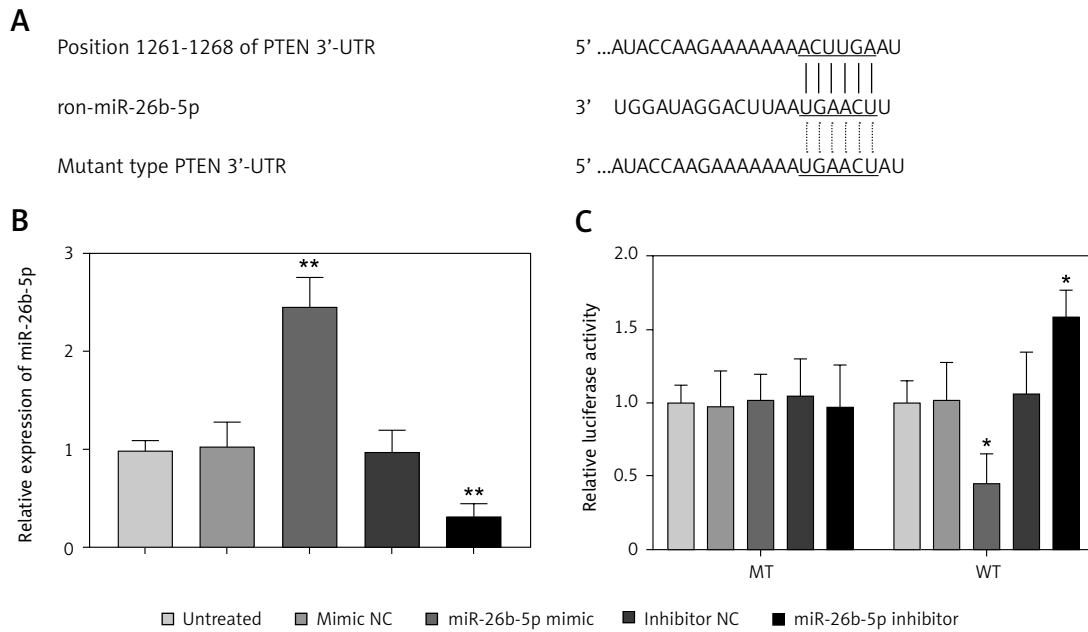 A
Position 1261-1268 of PTEN 3'-UTR 5' ...AUACCAAGAAAAAAAACUUGAAU
ron-miR-26b-5p 3' UGGAUAGGACUUAAUGAACUU
Mutant type PTEN 3'-UTR 5' ...AUACCAAGAAAAAAAUGAACUAU
B
Relative expression of miR-26b-5p
3
2
1
0
**
**
C
Relative luciferase activity
2.0
1.5
1.0
0.5
0
*
*
MT WT
Untreated Mimic NC miR-26b-5p mimic Inhibitor NC miR-26b-5p inhibitor